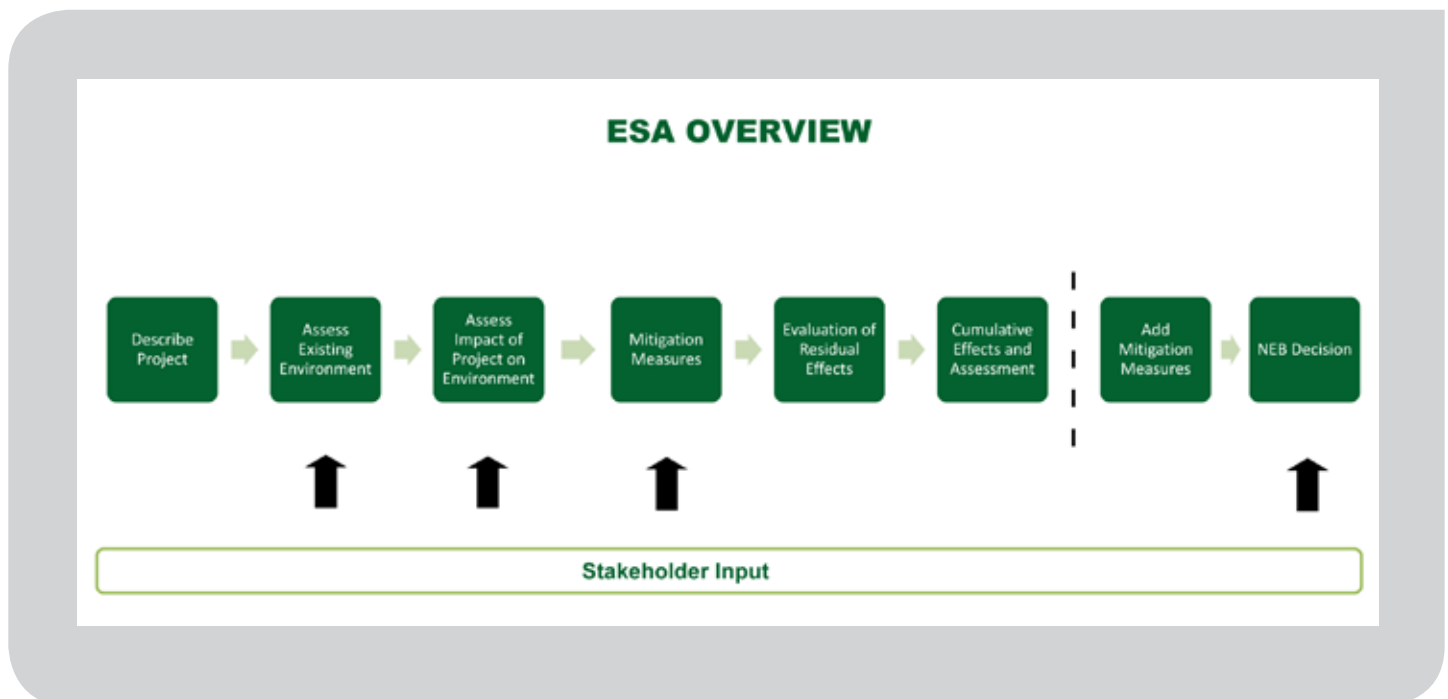 ESA OVERVIEW
Describe
Project
Assess
Existing
Environment
Assess
Impact of
Project on
Environment
Mitigation
Measures
Evaluation of
Residual
Effects
Cumulative
Effects and
Assessment
Add
Mitigation
Measures
NEB Decision
Stakeholder Input